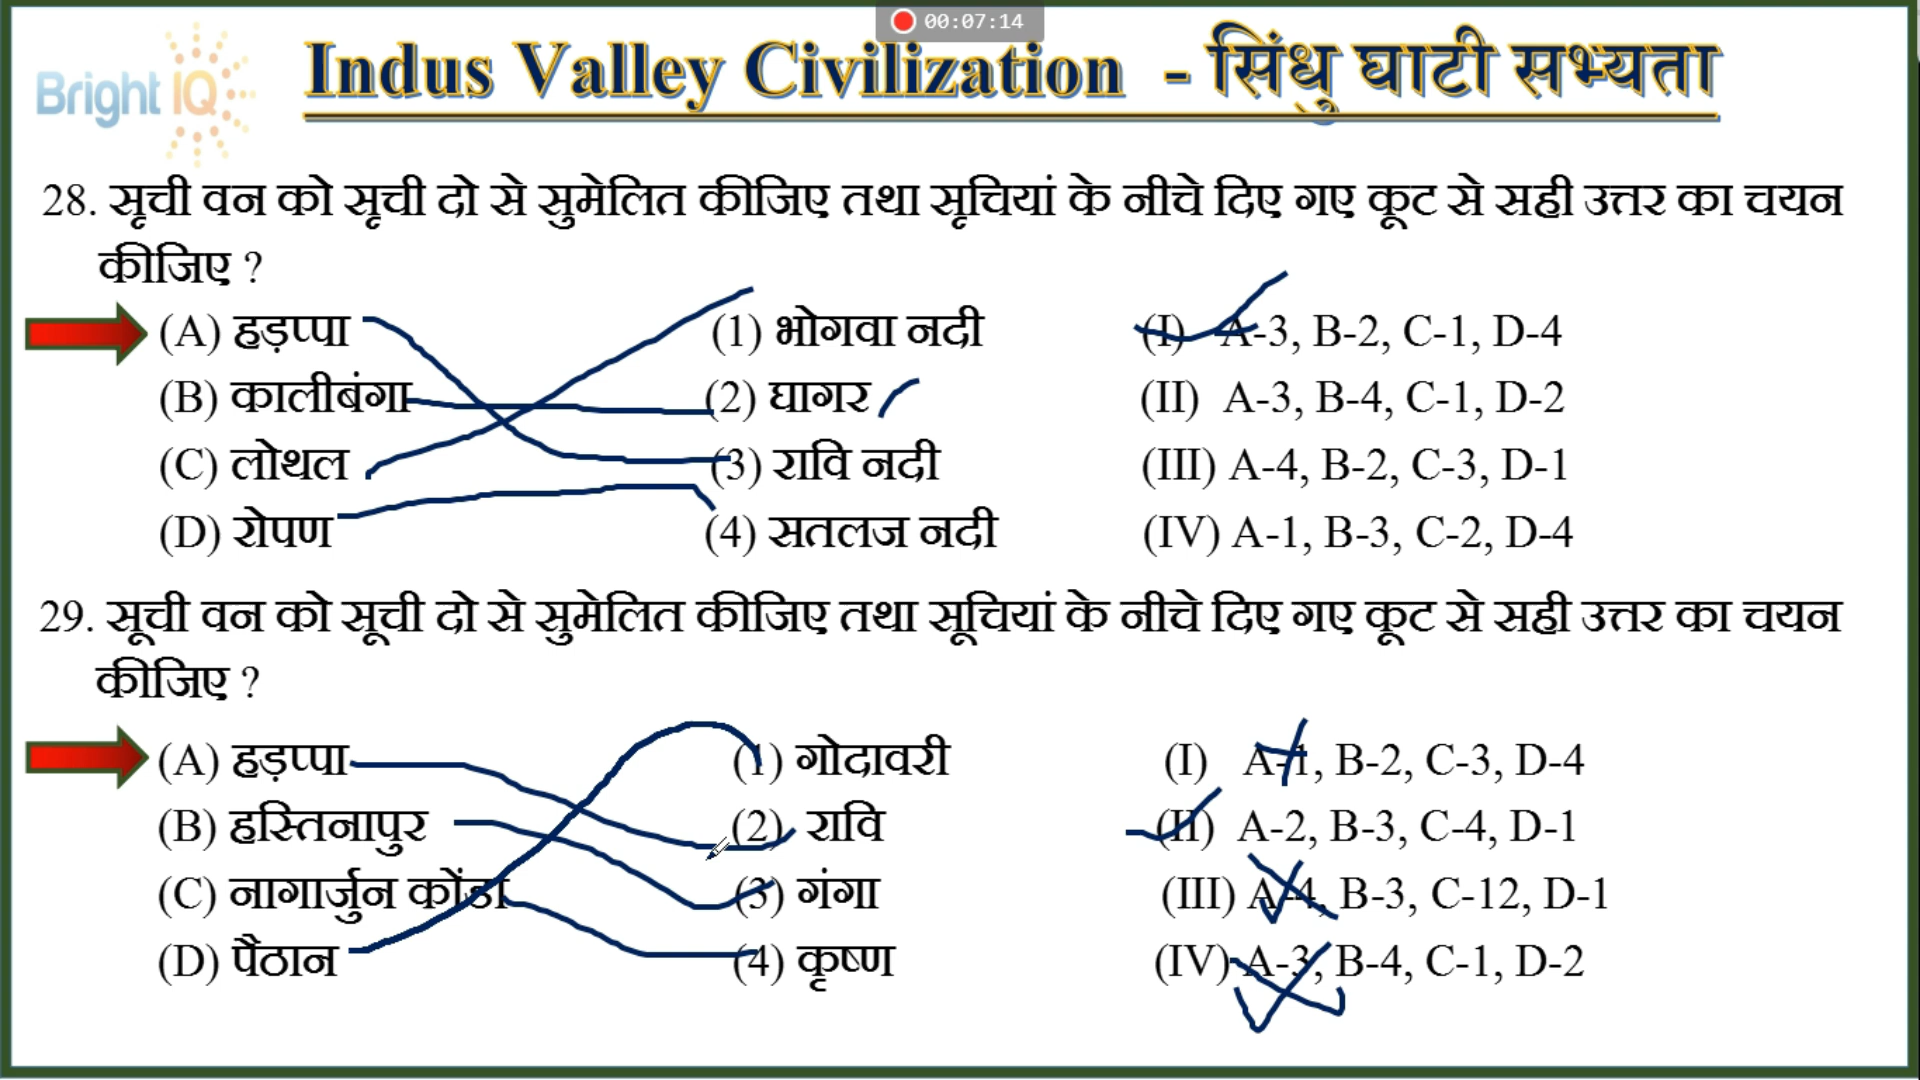 00:07:14
Bright IQ
Indus Valley Civilization - सिंधु घाटी सभ्यता
28. सृची वन को सृची दो से सुमेलित कीजिए तथा सृचियां के नीचे दिए गए कूट से सही उत्तर का चयन
कीजिए ?
(A) हड़प्पा (1) भोगवा नदी (I) A-3, B-2, C-1, D-4
(B) कालीबंगा (2) घागर (II) A-3, B-4, C-1, D-2
(C) लोथल (3) रावि नदी (III) A-4, B-2, C-3, D-1
(D) रोपण (4) सतलज नदी (IV) A-1, B-3, C-2, D-4
29. सूची वन को सूची दो से सुमेलित कीजिए तथा सूचियां के नीचे दिए गए कूट से सही उत्तर का चयन
कीजिए ?
(A) हड़प्पा (1) गोदावरी (I) A-1, B-2, C-3, D-4
(B) हस्तिनापुर (2) रावि (II) A-2, B-3, C-4, D-1
(C) नागार्जुन कोंडा (3) गंगा (III) A-4, B-3, C-12, D-1
(D) पैठान (4) कृष्ण (IV) A-3, B-4, C-1, D-2